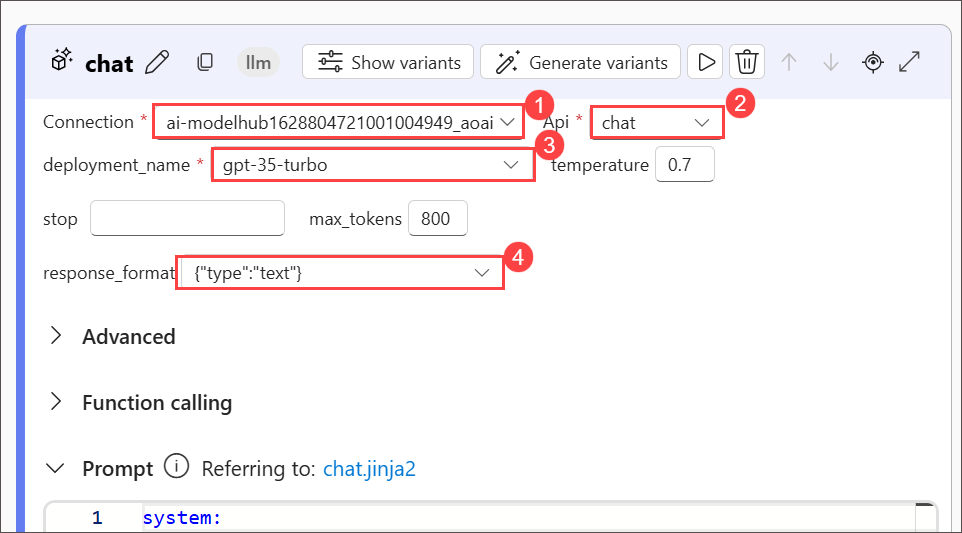 chat llm Show variants Generate variants
Connection * ai-modelhub1628804721001004949_aoai 1 Api * chat 2
deployment_name * gpt-35-turbo 3 temperature 0.7
stop max_tokens 800
response_format {"type":"text"} 4
Advanced
Function calling
Prompt Referring to: chat.jinja2
1 system: